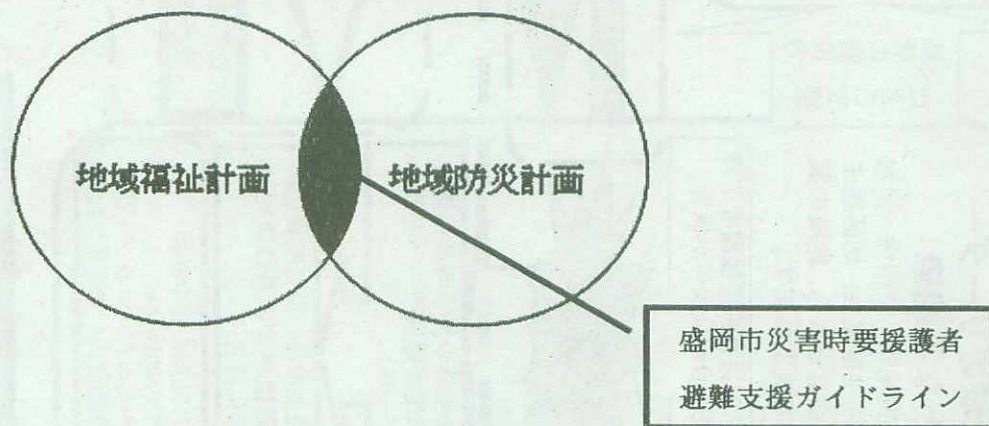 地域福祉計画
地域防災計画
盛岡市災害時要援護者
避難支援ガイドライン